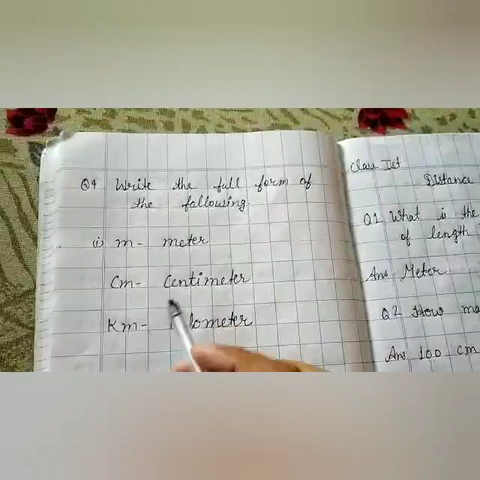 Q4 Write the full form of
the following
(i) m - meter
Cm - Centimeter
Km -
Class Ist
Distance
Q1 What is the
of length
Ans Meter
Q2 How
Ans 100 cm